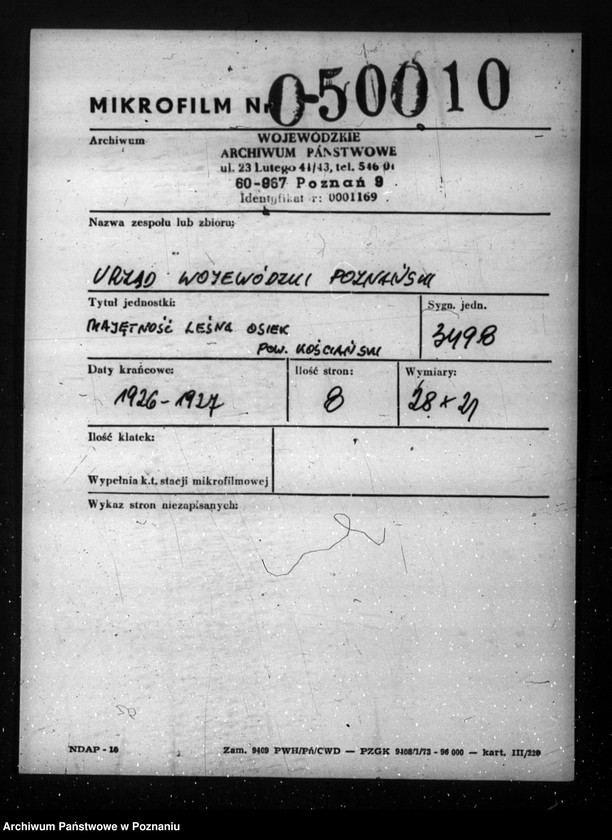 MIKROFILM Nr O-50010
Archiwum
WOJEWÓDZKIE
ARCHIWUM PAŃSTWOWE
ul. 23 Lutego 41/43, tel. 546 01
60-967 Poznań 9
Identyfikat r: 0001169
Nazwa zespołu lub zbioru:
URZĄD WOJEWÓDZKI POZNAŃSKI
Tytuł jednostki:
MAJĘTNOŚĆ LEŚNA OSIEK
POW. KOŚCIAŃSKI
Sygn. jedn.
3498
Daty krańcowe:
1926-1927
Ilość stron:
8
Wymiary:
28 x 21
Ilość klatek:
Wypełnia k.t. stacji mikrofilmowej
Wykaz stron niezapisanych:
NDAP - 16
Zam. 9409 PWH/Pń/CWD — PZGK 9408/1/73 - 96 000 — kart. III/220
Archiwum Państwowe w Poznaniu